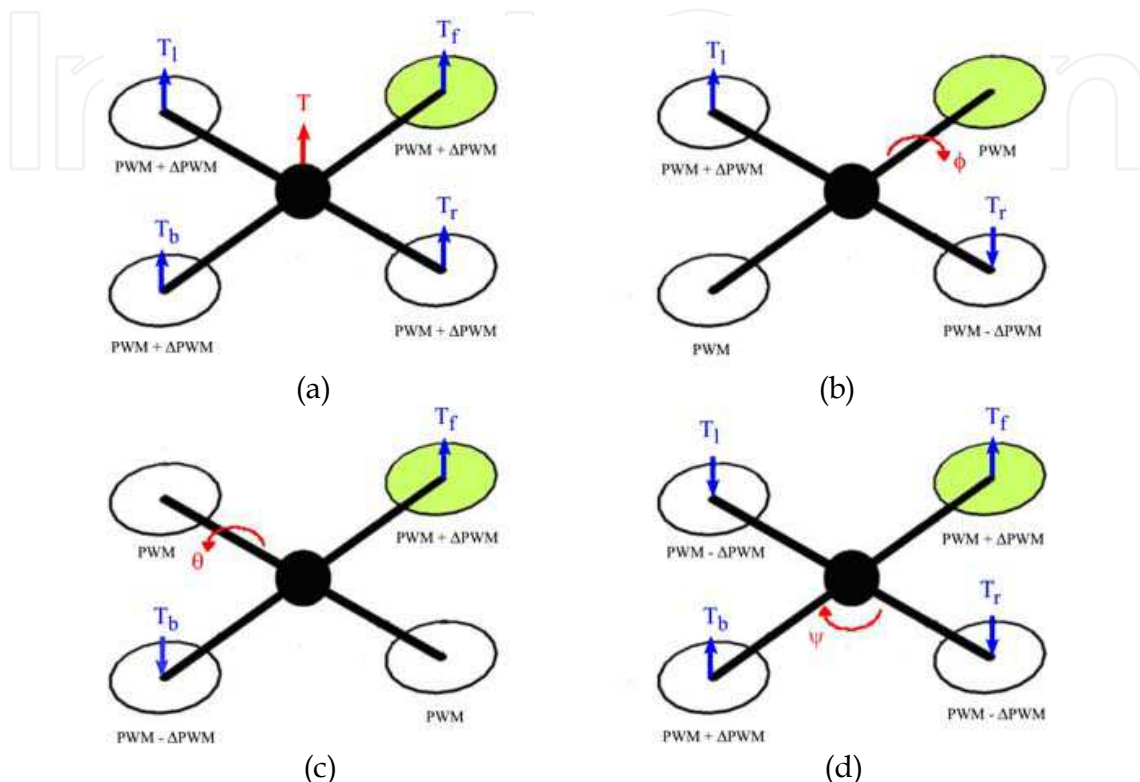 T_l
T_f
T
PWM + ΔPWM
PWM + ΔPWM
T_b
T_r
PWM + ΔPWM
PWM + ΔPWM
(a)
T_l
PWM + ΔPWM
PWM
ϕ
T_r
PWM
PWM - ΔPWM
(b)
T_f
PWM
PWM + ΔPWM
θ
T_b
PWM - ΔPWM
PWM
(c)
T_l
T_f
PWM - ΔPWM
PWM + ΔPWM
T_b
ψ
T_r
PWM + ΔPWM
PWM - ΔPWM
(d)